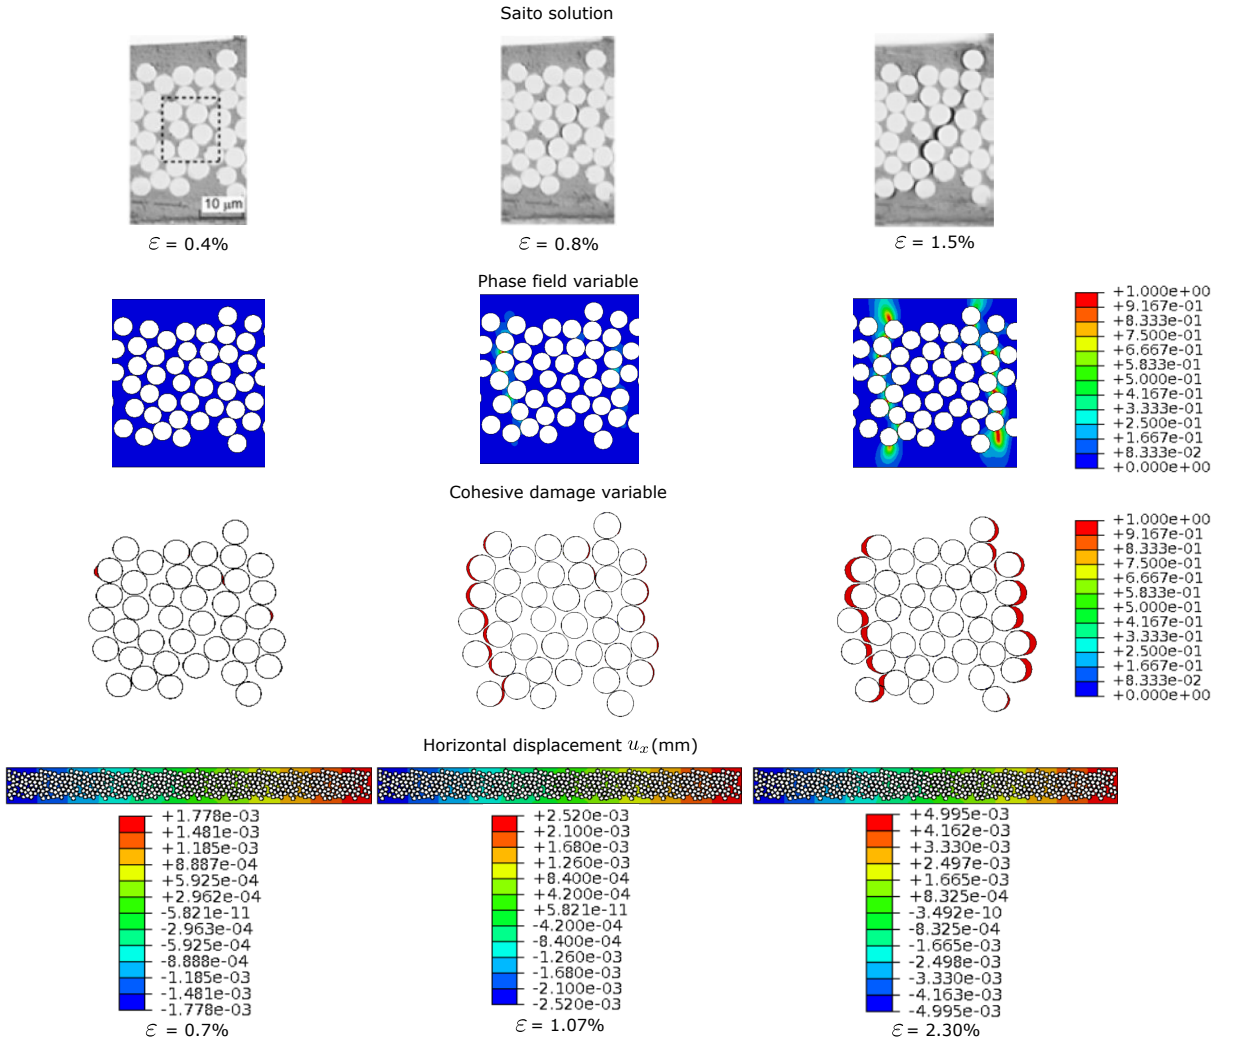 Saito solution
10 μm
ε = 0.4%
ε = 0.8%
ε = 1.5%
Phase field variable
+1.000e+00
+9.167e-01
+8.333e-01
+7.500e-01
+6.667e-01
+5.833e-01
+5.000e-01
+4.167e-01
+3.333e-01
+2.500e-01
+1.667e-01
+8.333e-02
+0.000e+00
Cohesive damage variable
+1.000e+00
+9.167e-01
+8.333e-01
+7.500e-01
+6.667e-01
+5.833e-01
+5.000e-01
+4.167e-01
+3.333e-01
+2.500e-01
+1.667e-01
+8.333e-02
+0.000e+00
Horizontal displacement u_x(mm)
+1.778e-03
+1.481e-03
+1.185e-03
+8.887e-04
+5.925e-04
+2.962e-04
-5.821e-11
-2.963e-04
-5.925e-04
-8.888e-04
-1.185e-03
-1.481e-03
-1.778e-03
ε = 0.7%
+2.520e-03
+2.100e-03
+1.680e-03
+1.260e-03
+8.400e-04
+4.200e-04
+5.821e-11
-4.200e-04
-8.400e-04
-1.260e-03
-1.680e-03
-2.100e-03
-2.520e-03
ε = 1.07%
+4.995e-03
+4.162e-03
+3.330e-03
+2.497e-03
+1.665e-03
+8.325e-04
-3.492e-10
-8.325e-04
-1.665e-03
-2.498e-03
-3.330e-03
-4.163e-03
-4.995e-03
ε = 2.30%